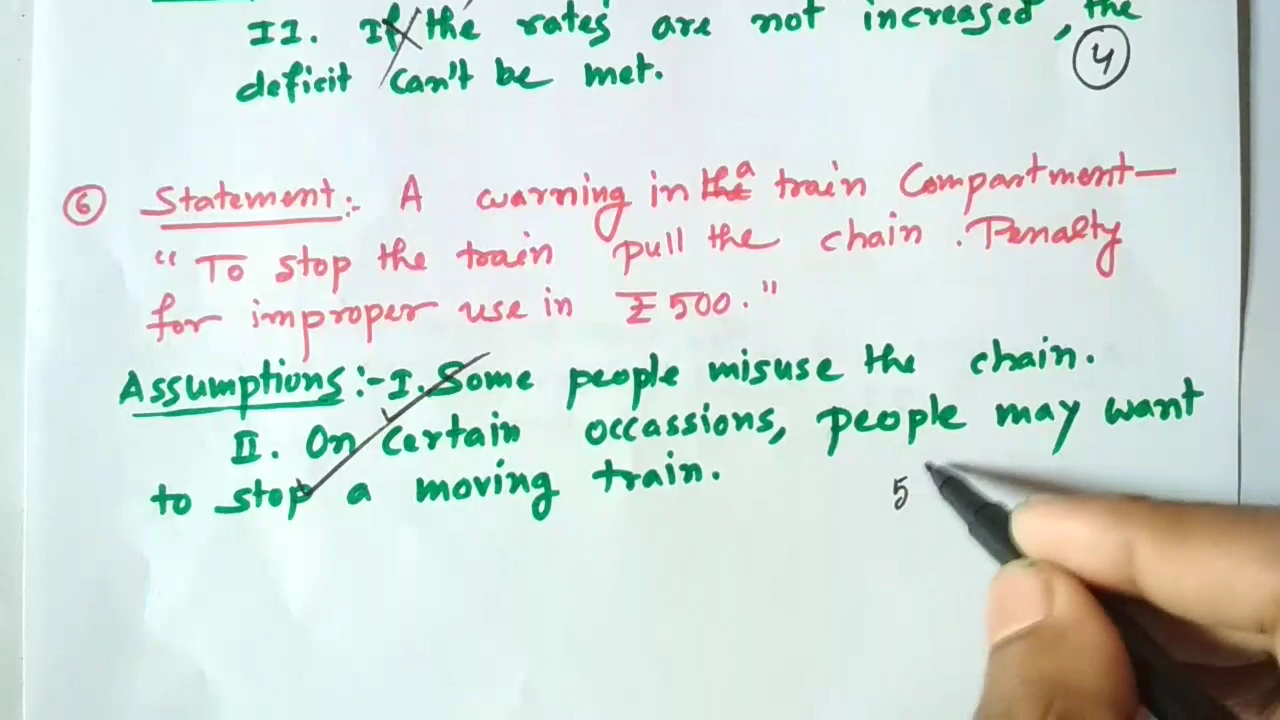 II. If the rates are not increased, the
deficit can't be met.
4
6 Statement:- A warning in the a train Compartment—
"To stop the train pull the chain. Penalty
for improper use in ₹500."
Assumptions:- I. Some people misuse the chain.
II. On certain occassions, people may want
to stop a moving train.
5